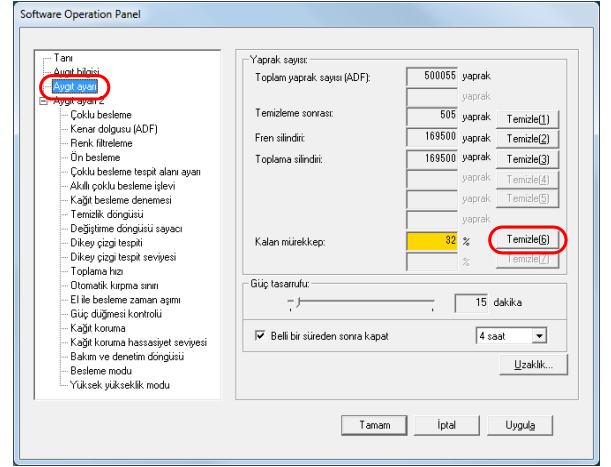 Software Operation Panel
Tanı
Aygıt bilgisi
Aygıt ayarı
Aygıt ayarı 2
Çoklu besleme
Kenar dolgusu (ADF)
Renk filtreleme
Ön besleme
Çoklu besleme tespit alanı ayarı
Akıllı çoklu besleme işlevi
Kağıt besleme denemesi
Temizlik döngüsü
Değiştirme döngüsü sayacı
Dikey çizgi tespiti
Dikey çizgi tespit seviyesi
Toplama hızı
Otomatik kırpma sınırı
El ile besleme zaman aşımı
Güç düğmesi kontrolü
Kağıt koruma
Kağıt koruma hassasiyet seviyesi
Bakım ve denetim döngüsü
Besleme modu
Yüksek yükseklik modu
Yaprak sayısı:
Toplam yaprak sayısı (ADF): 500055 yaprak
yaprak
Temizleme sonrası: 505 yaprak Temizle(1)
Fren silindiri: 169500 yaprak Temizle(2)
Toplama silindiri: 169500 yaprak Temizle(3)
yaprak Temizle(4)
yaprak Temizle(5)
yaprak
Kalan mürekkep: 32 % Temizle(6)
% Temizle(7)
Güç tasarrufu:
15 dakika
Belli bir süreden sonra kapat 4 saat
Uzaklık...
Tamam İptal Uygula